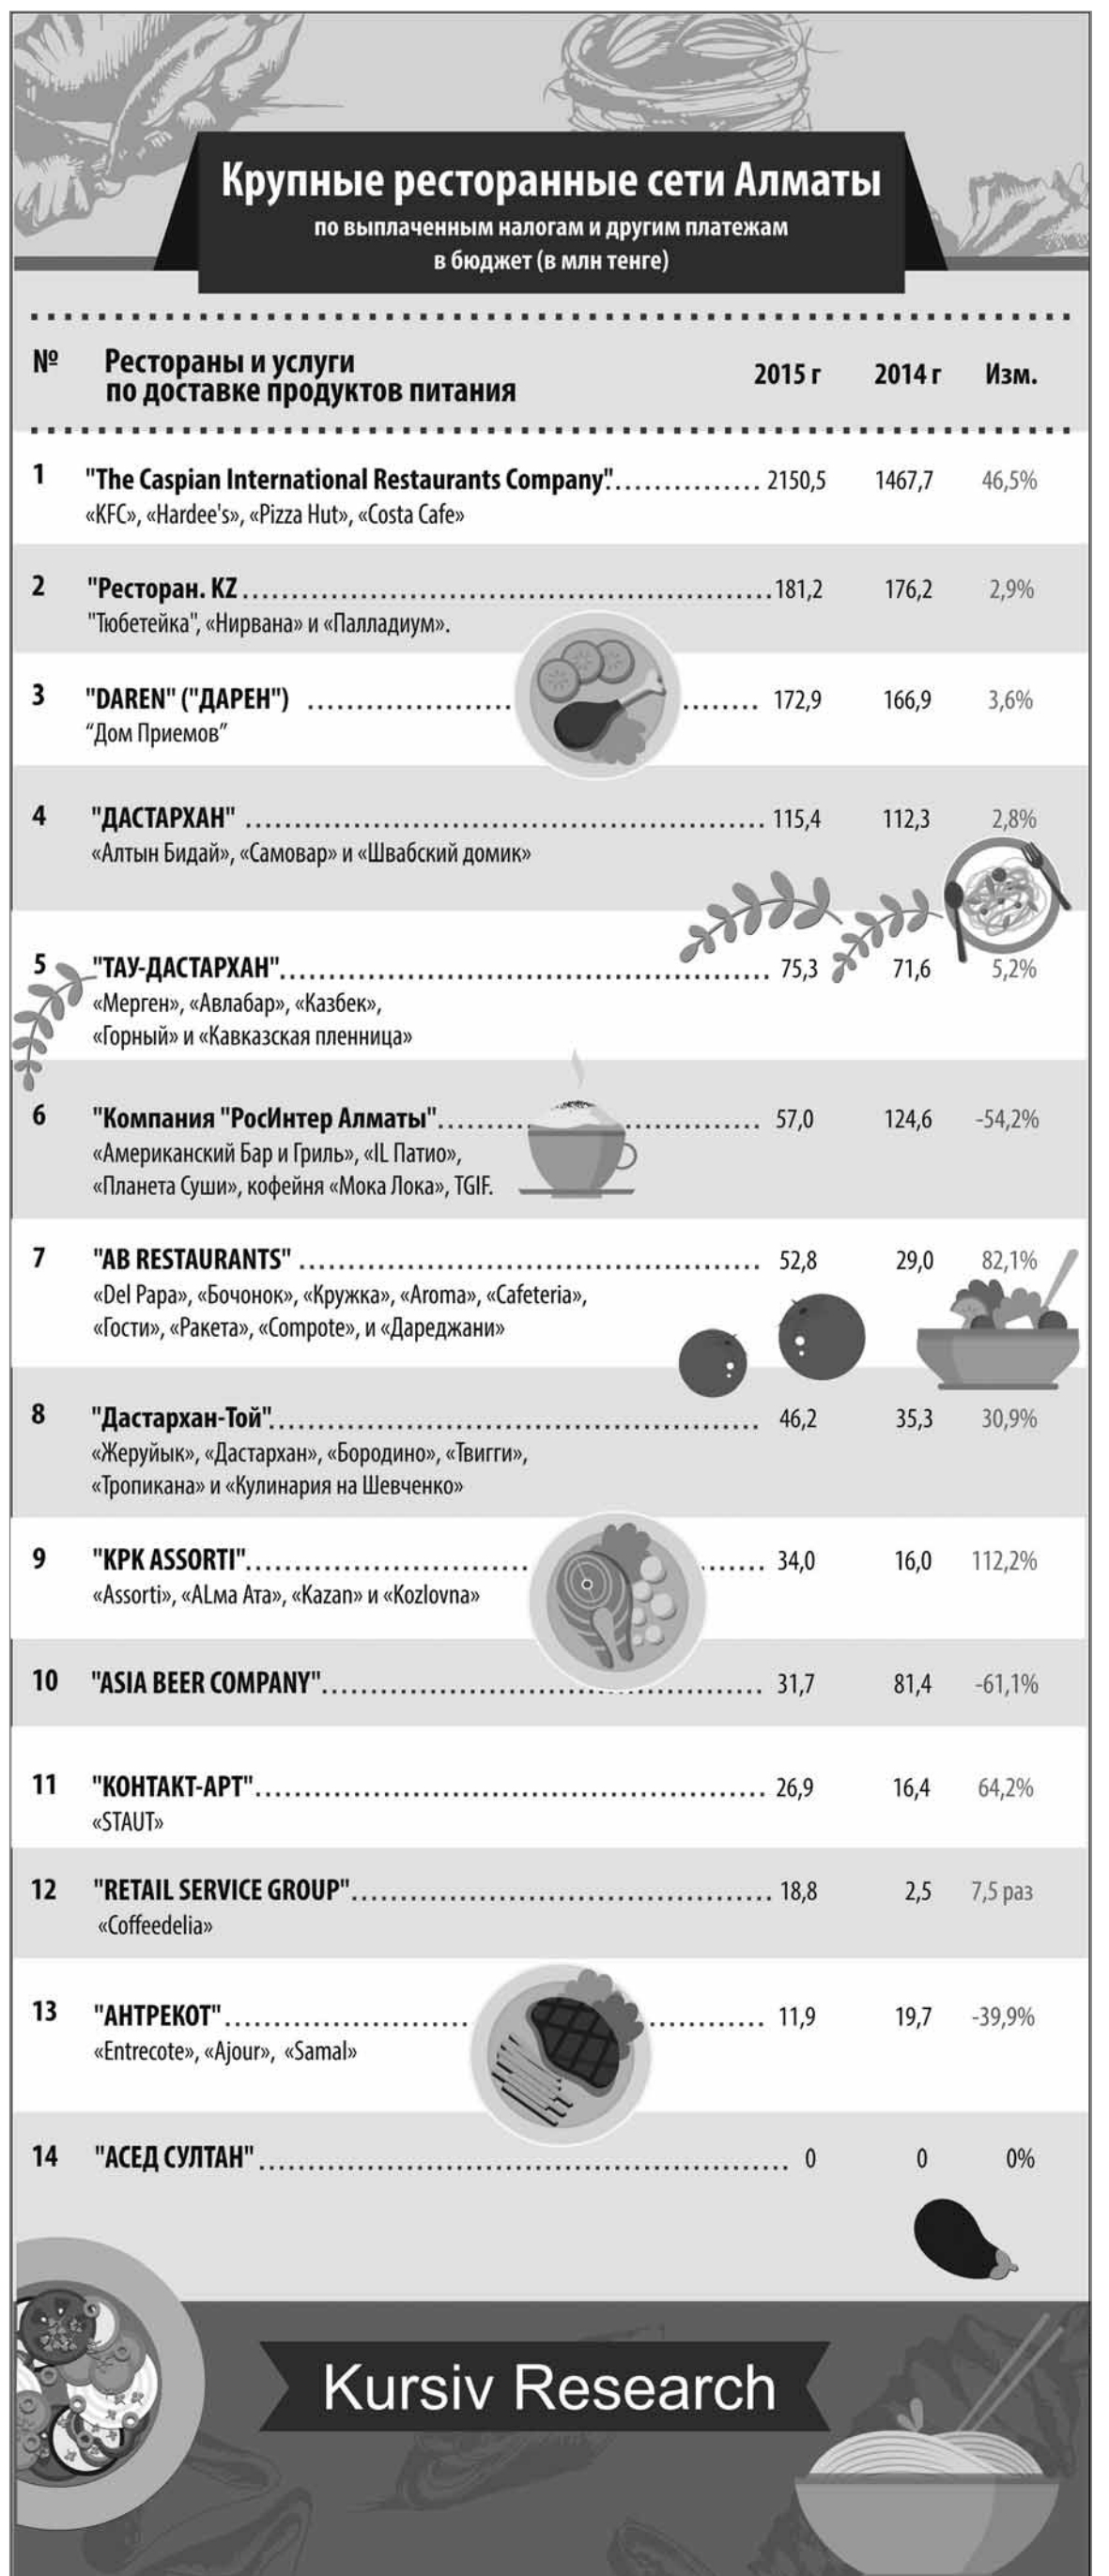 Крупные ресторанные сети Алматы
по выплаченным налогам и другим платежам
в бюджет (в млн тенге)
№ Рестораны и услуги
по доставке продуктов питания 2015 г 2014 г Изм.
1 "The Caspian International Restaurants Company"................ 2150,5 1467,7 46,5%
«KFC», «Hardee's», «Pizza Hut», «Costa Cafe»
2 "Ресторан. KZ ........................................................ 181,2 176,2 2,9%
"Тюбетейка", «Нирвана» и «Палладиум».
3 "DAREN" ("ДАРЕН") ..................... ........ 172,9 166,9 3,6%
“Дом Приемов”
4 "ДАСТАРХАН" ..................................................... 115,4 112,3 2,8%
«Алтын Бидай», «Самовар» и «Швабский домик»
5 "ТАУ-ДАСТАРХАН".................................................. 75,3 71,6 5,2%
«Мерген», «Авлабар», «Казбек»,
«Горный» и «Кавказская пленница»
6 "Компания "РосИнтер Алматы".......... .............. 57,0 124,6 -54,2%
«Американский Бар и Гриль», «IL Патио»,
«Планета Суши», кофейня «Мока Лока», TGIF.
7 "AB RESTAURANTS" ............................................... 52,8 29,0 82,1%
«Del Papa», «Бочонок», «Кружка», «Aroma», «Cafeteria»,
«Гости», «Ракета», «Compote», и «Дареджани»
8 "Дастархан-Той".................................................. 46,2 35,3 30,9%
«Жеруйык», «Дастархан», «Бородино», «Твигги»,
«Тропикана» и «Кулинария на Шевченко»
9 "KPK ASSORTI"............................. ....... 34,0 16,0 112,2%
«Assorti», «ALма Ата», «Kazan» и «Kozlovna»
10 "ASIA BEER COMPANY"............................................. 31,7 81,4 -61,1%
11 "КОНТАКТ-АРТ".................................................... 26,9 16,4 64,2%
«STAUT»
12 "RETAIL SERVICE GROUP".......................................... 18,8 2,5 7,5 раз
«Coffeedelia»
13 "АНТРЕКОТ"......................... ............ 11,9 19,7 -39,9%
«Entrecote», «Ajour», «Samal»
14 "АСЕД СУЛТАН" ...................................................... 0 0 0%
Kursiv Research